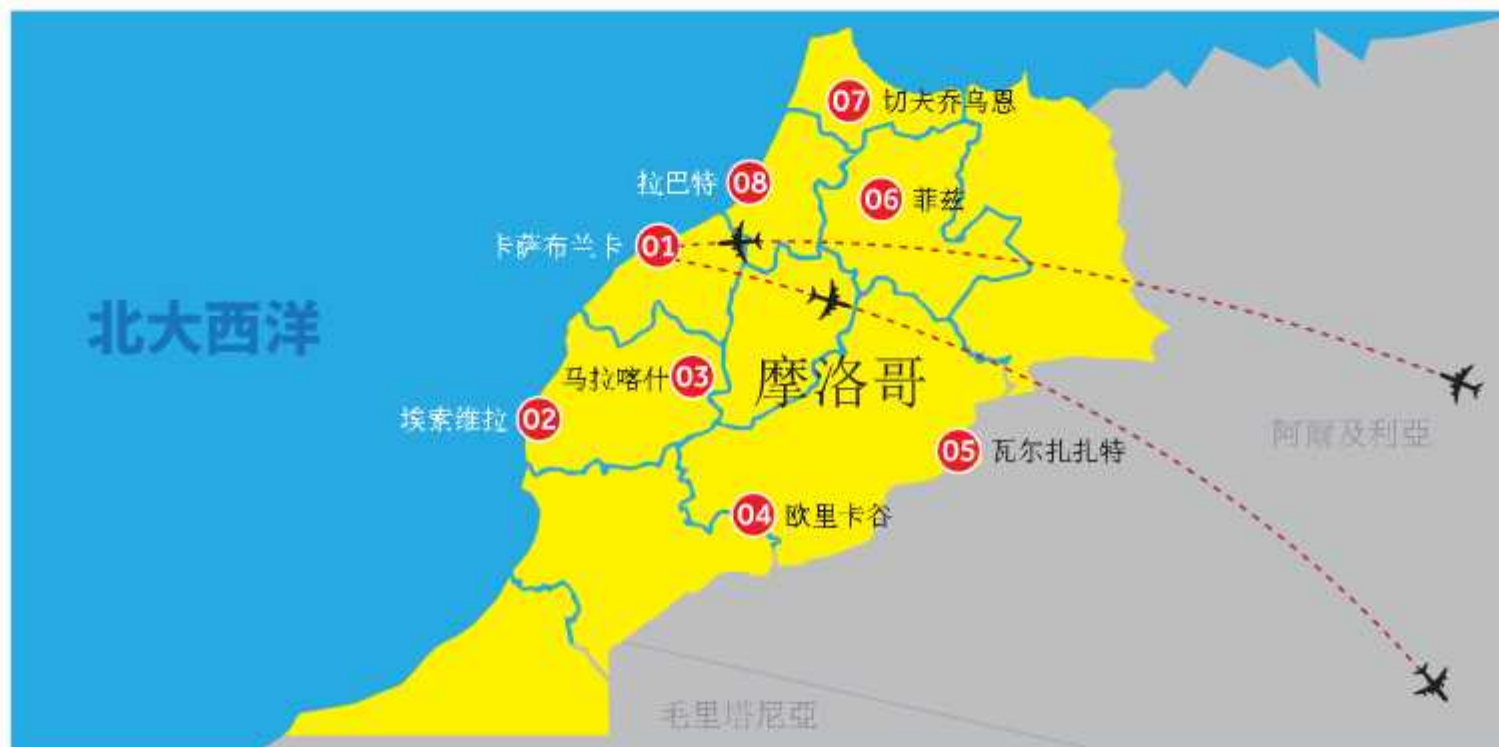 07 切夫乔乌恩
拉巴特 08
06 菲兹
卡萨布兰卡 01
北大西洋
马拉喀什 03
摩洛哥
埃索维拉 02
阿爾及利亞
05 瓦尔扎扎特
04 欧里卡谷
毛里塔尼亞